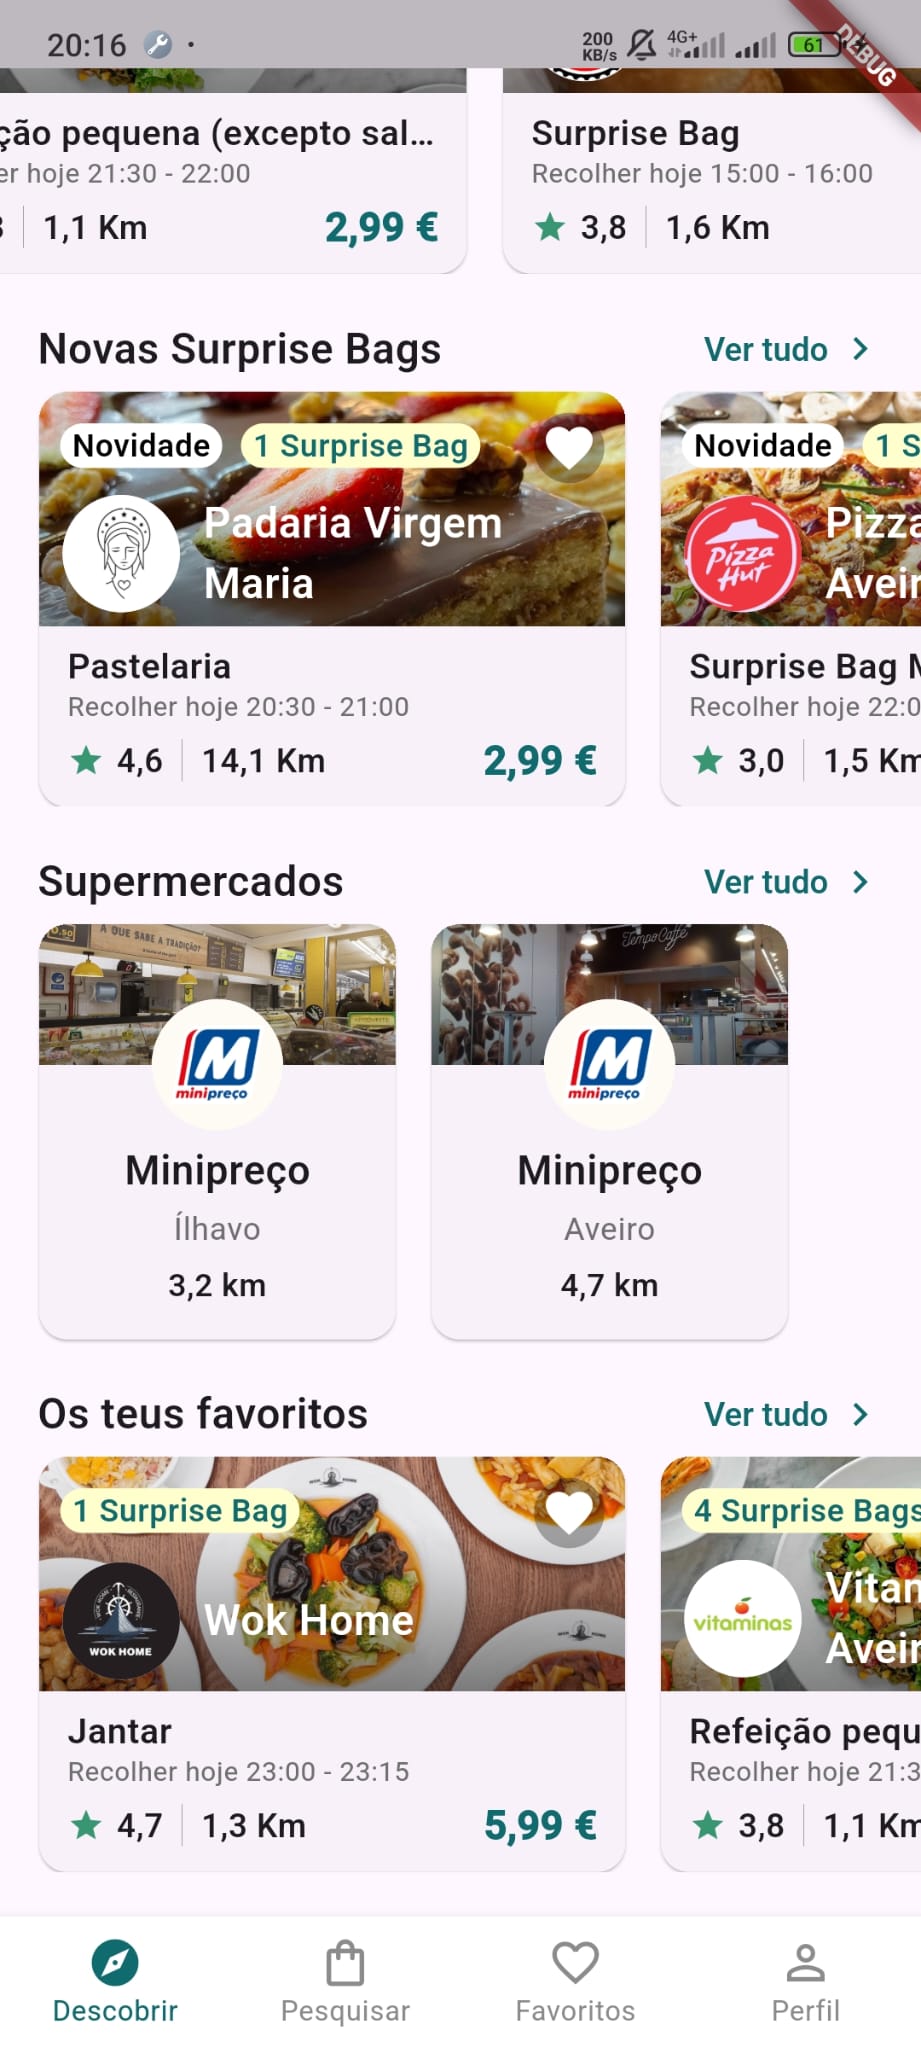 20:16
200
KB/s
4G+
61
DEBUG
ção pequena (excepto sal...
er hoje 21:30 - 22:00
1,1 Km
2,99 €
Surprise Bag
Recolher hoje 15:00 - 16:00
3,8
1,6 Km
Novas Surprise Bags
Ver tudo
Novidade
1 Surprise Bag
Padaria Virgem
Maria
Pastelaria
Recolher hoje 20:30 - 21:00
4,6
14,1 Km
2,99 €
Novidade
1 S
Pizza
Hut
Pizza
Aveir
Surprise Bag M
Recolher hoje 22:0
3,0
1,5 Km
Supermercados
Ver tudo
A QUE SABE A TRADIÇÃO?
minipreço
Minipreço
Ílhavo
3,2 km
Tempo Caffè
minipreço
Minipreço
Aveiro
4,7 km
Os teus favoritos
Ver tudo
1 Surprise Bag
WOK HOME
Wok Home
Jantar
Recolher hoje 23:00 - 23:15
4,7
1,3 Km
5,99 €
4 Surprise Bags
vitaminas
Vitan
Aveir
Refeição pequ
Recolher hoje 21:3
3,8
1,1 Km
Descobrir
Pesquisar
Favoritos
Perfil